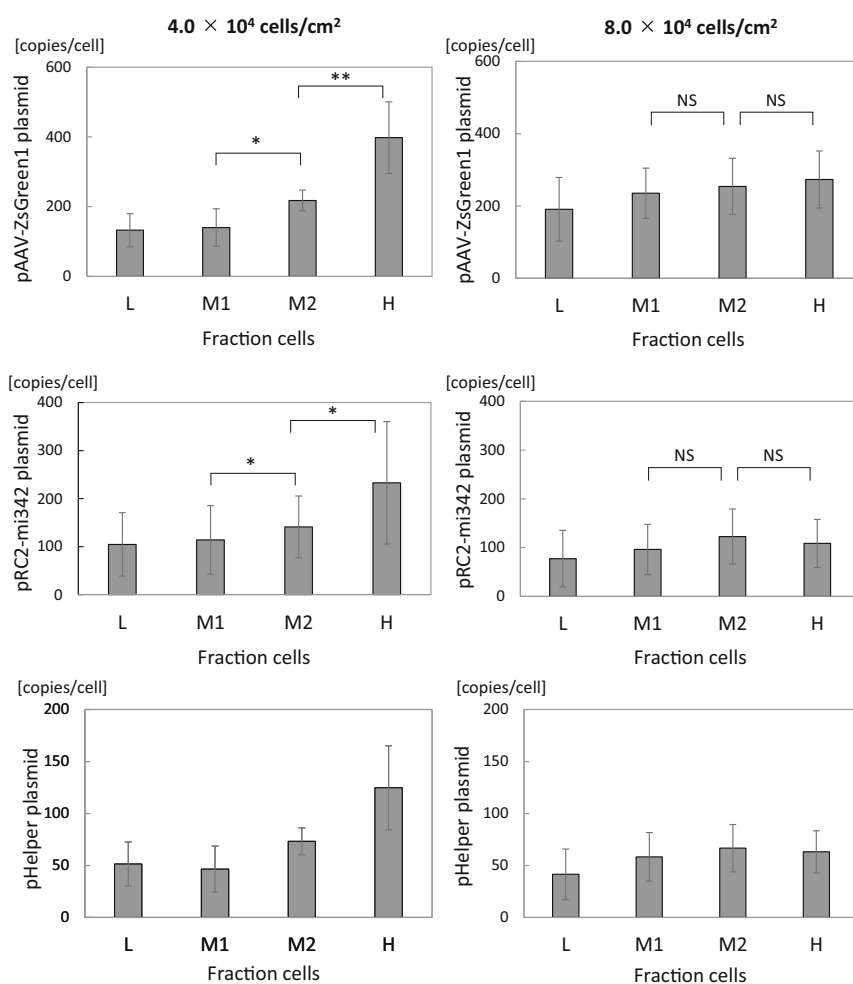 4.0 × 10⁴ cells/cm²
[copies/cell]
pAAV-ZsGreen1 plasmid
600
400
200
0
*
**
L M1 M2 H
Fraction cells
8.0 × 10⁴ cells/cm²
[copies/cell]
pAAV-ZsGreen1 plasmid
600
400
200
0
NS NS
L M1 M2 H
Fraction cells
[copies/cell]
pRC2-mi342 plasmid
400
300
200
100
0
*
*
L M1 M2 H
Fraction cells
[copies/cell]
pRC2-mi342 plasmid
400
300
200
100
0
NS NS
L M1 M2 H
Fraction cells
[copies/cell]
pHelper plasmid
200
150
100
50
0
L M1 M2 H
Fraction cells
[copies/cell]
pHelper plasmid
200
150
100
50
0
L M1 M2 H
Fraction cells